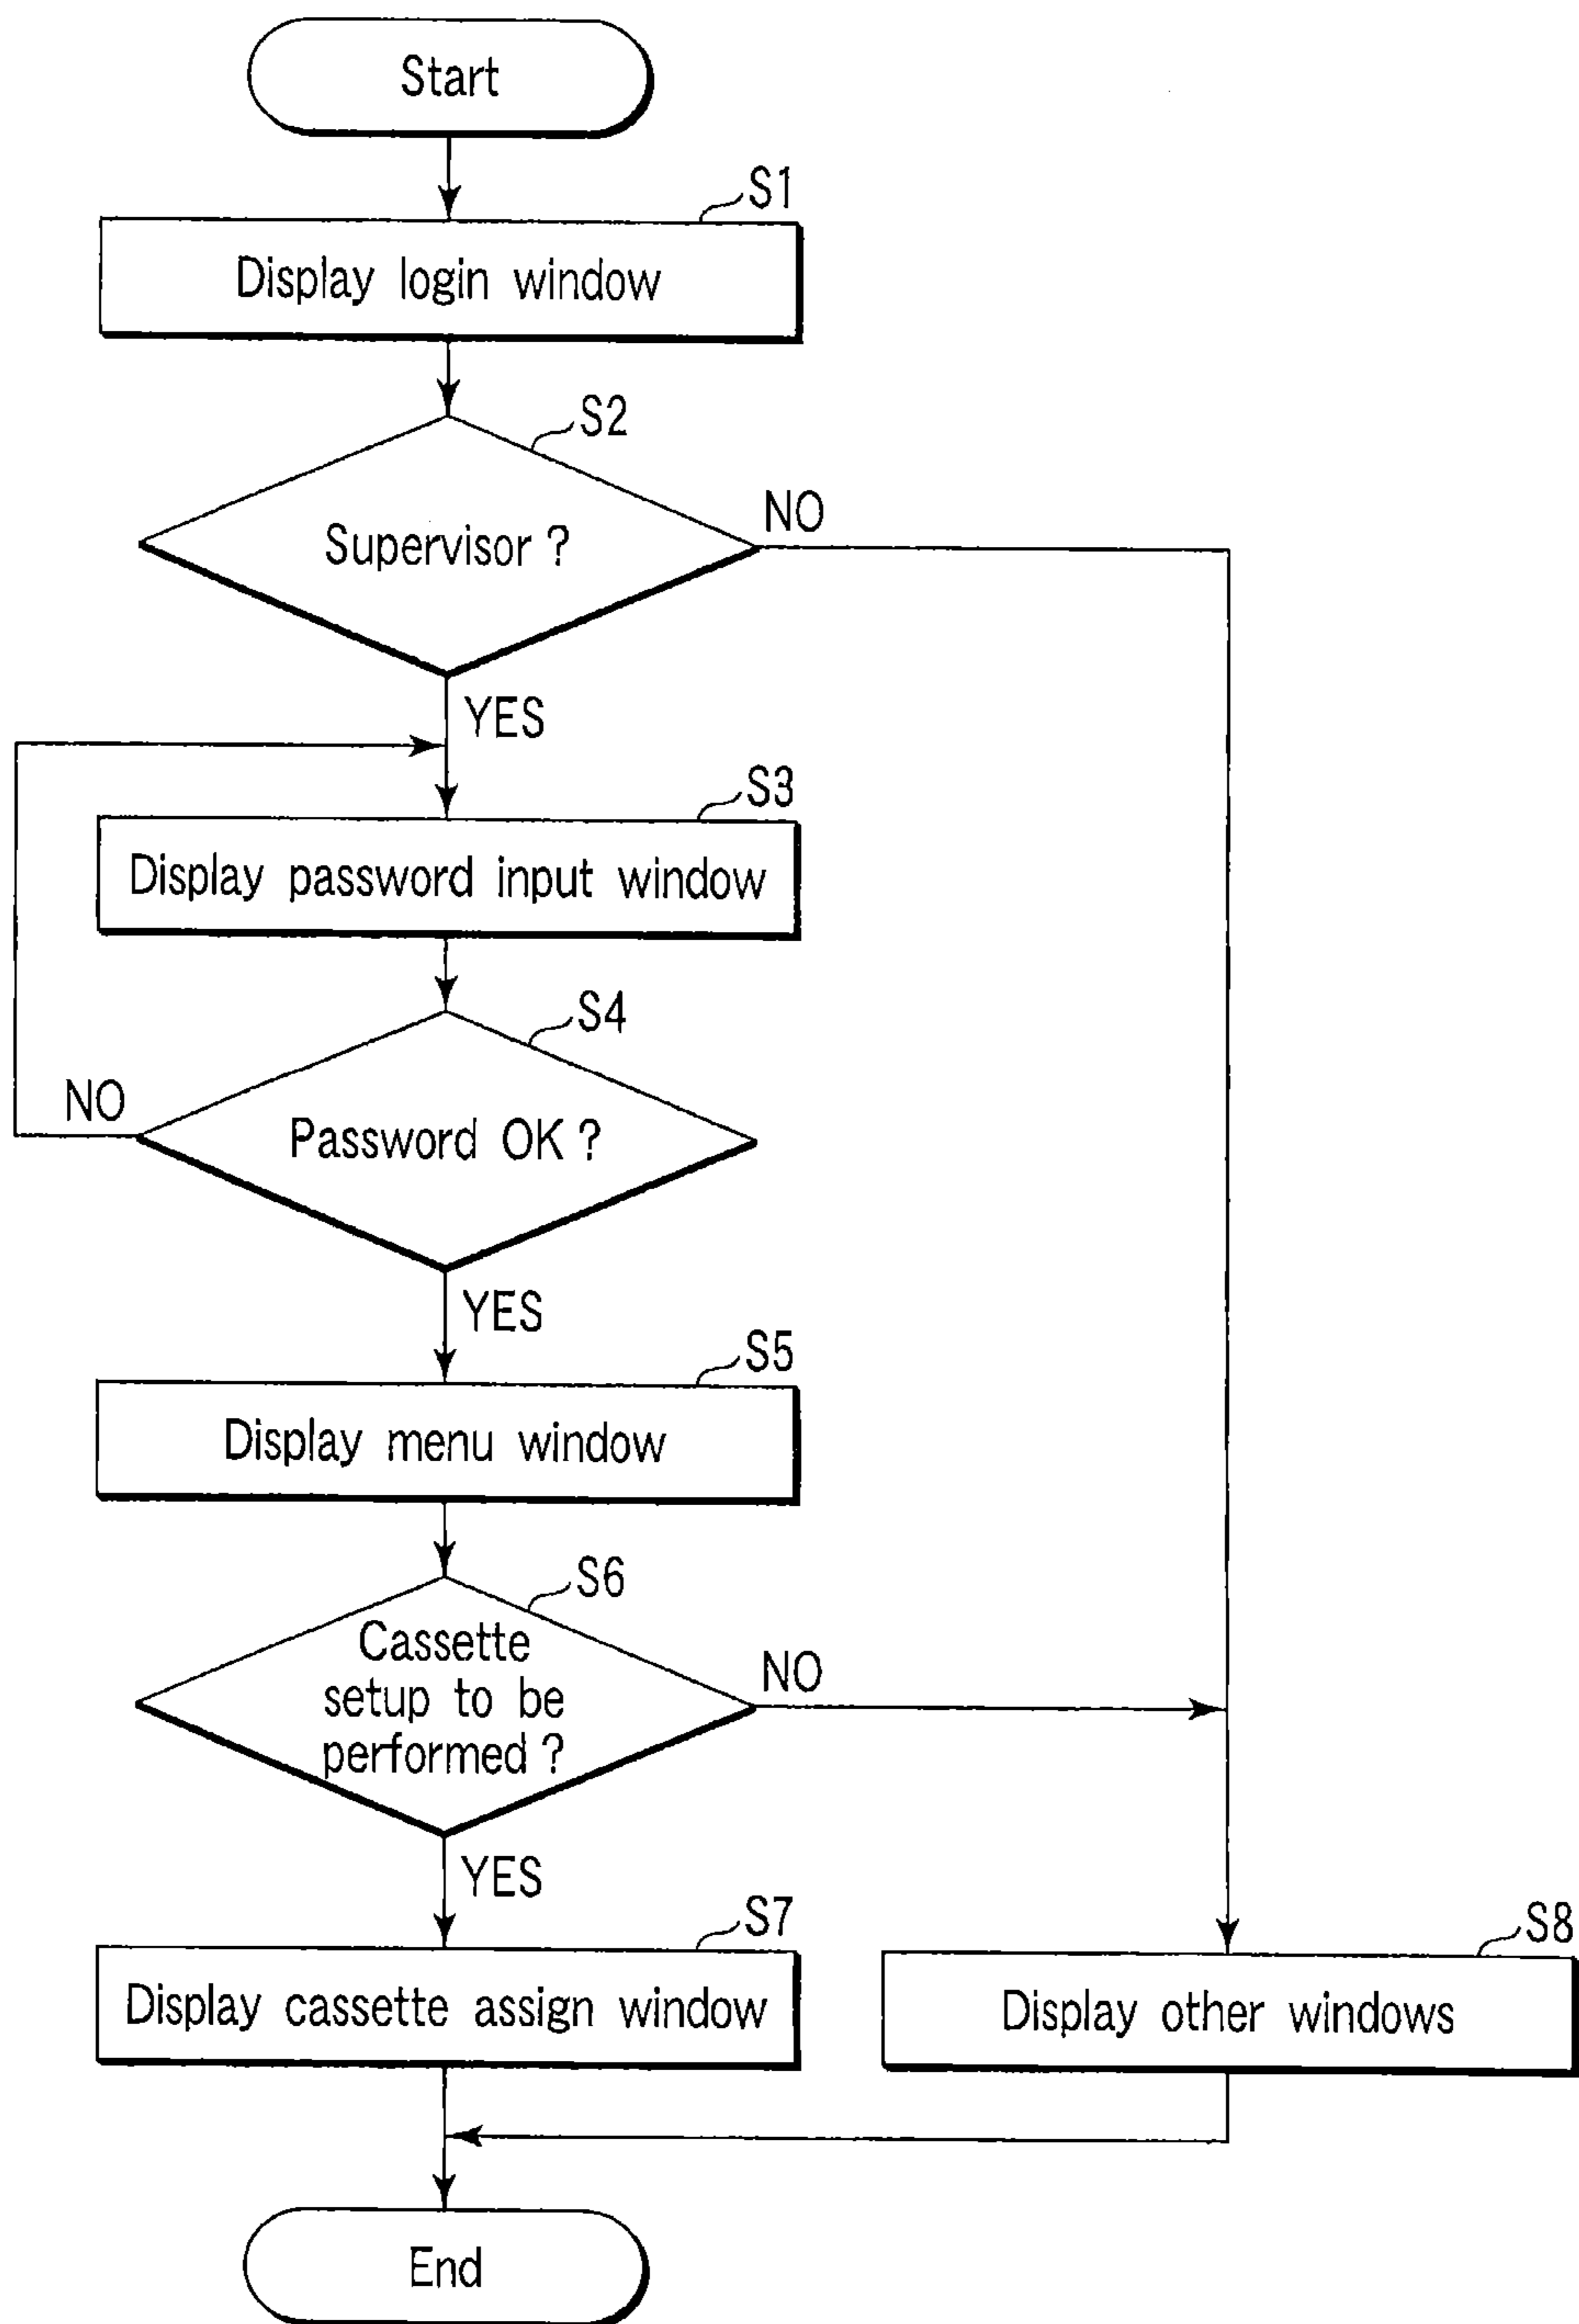 Start
S1
Display login window
S2
Supervisor ?
NO
YES
S3
Display password input window
S4
NO
Password OK ?
YES
S5
Display menu window
S6
Cassette
setup to be
performed ?
NO
YES
S7
Display cassette assign window
S8
Display other windows
End